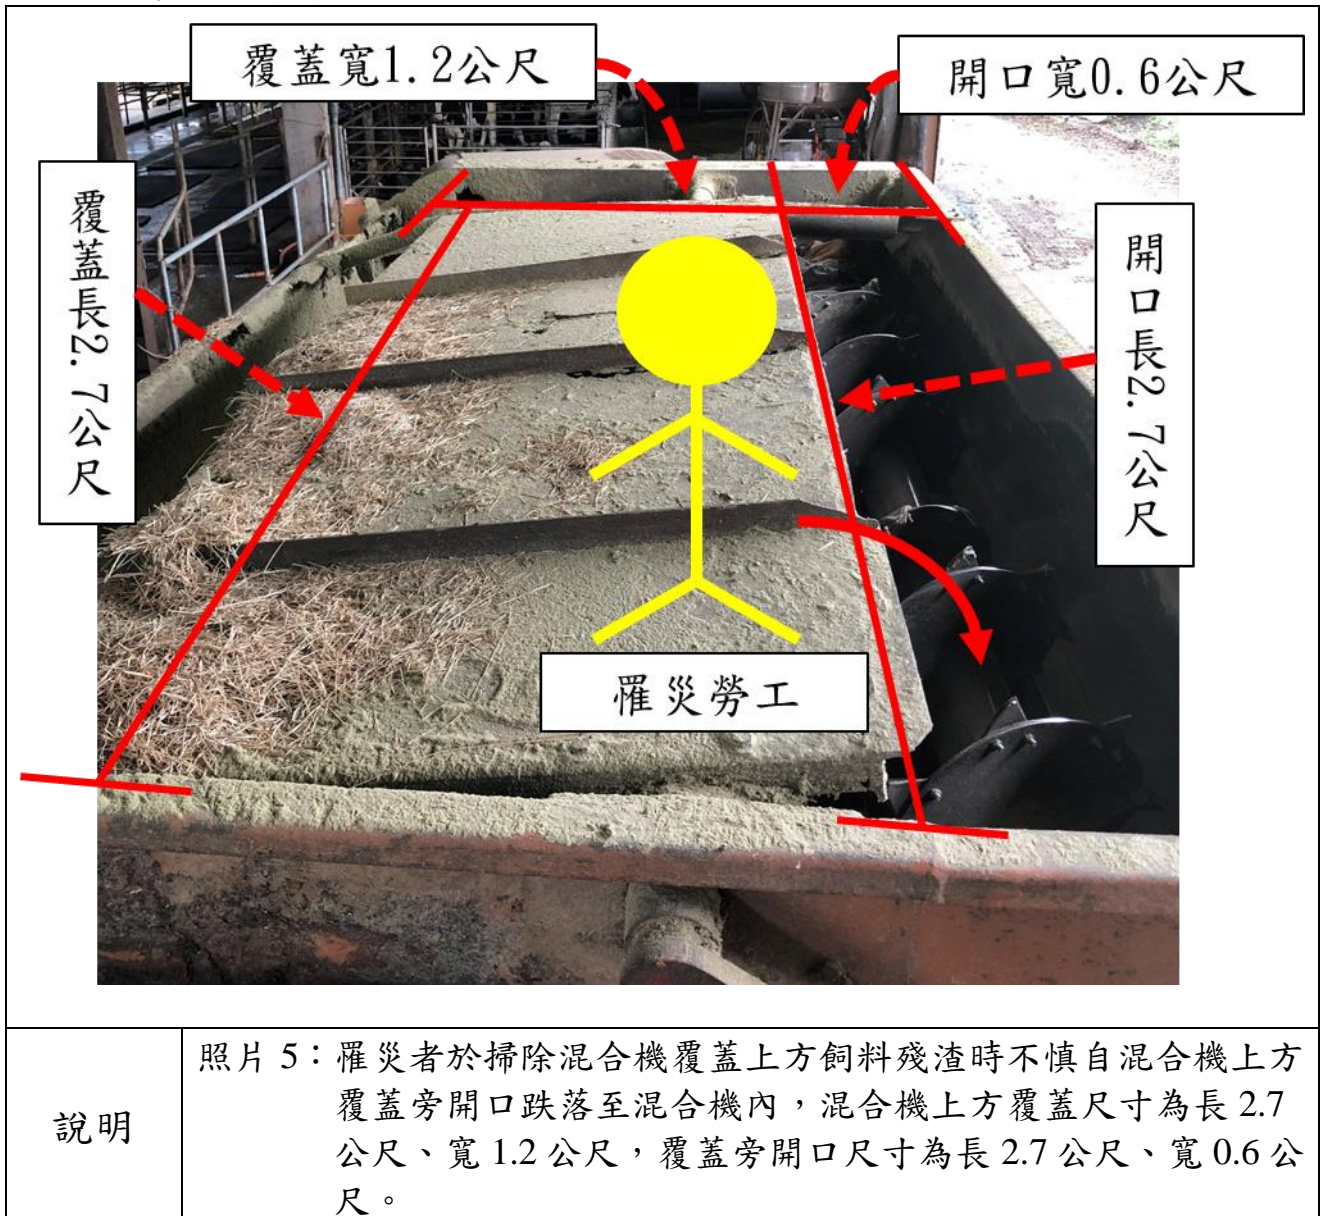 覆蓋寬1.2公尺
開口寬0.6公尺
覆蓋長2.7公尺
開口長2.7公尺
罹災勞工
說明
照片 5：罹災者於掃除混合機覆蓋上方飼料殘渣時不慎自混合機上方
覆蓋旁開口跌落至混合機內，混合機上方覆蓋尺寸為長 2.7
公尺、寬 1.2 公尺，覆蓋旁開口尺寸為長 2.7 公尺、寬 0.6 公
尺。